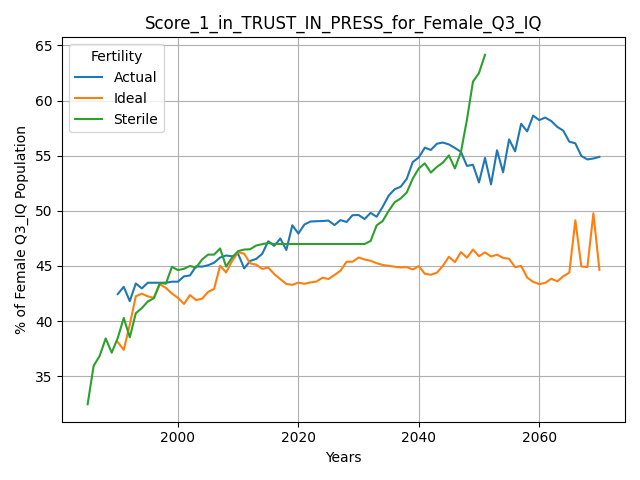 Score_1_in_TRUST_IN_PRESS_for_Female_Q3_IQ
Fertility
Actual
Ideal
Sterile
% of Female Q3_IQ Population
65
60
55
50
45
40
35
2000
2020
2040
2060
Years